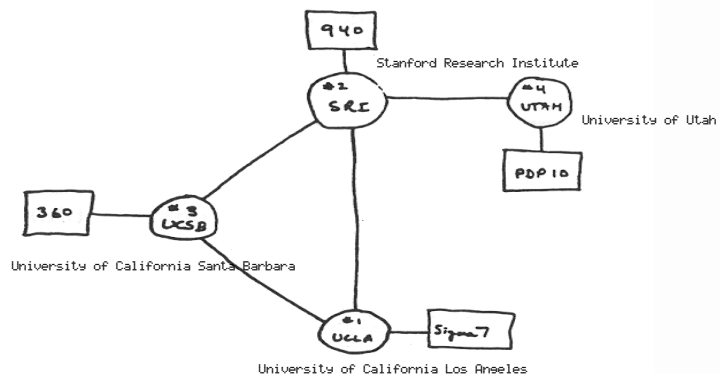 940
Stanford Research Institute
#2
SRI
#4
UTAH
University of Utah
PDP 10
360
#3
UCSB
University of California Santa Barbara
#1
UCLA
Sigma 7
University of California Los Angeles